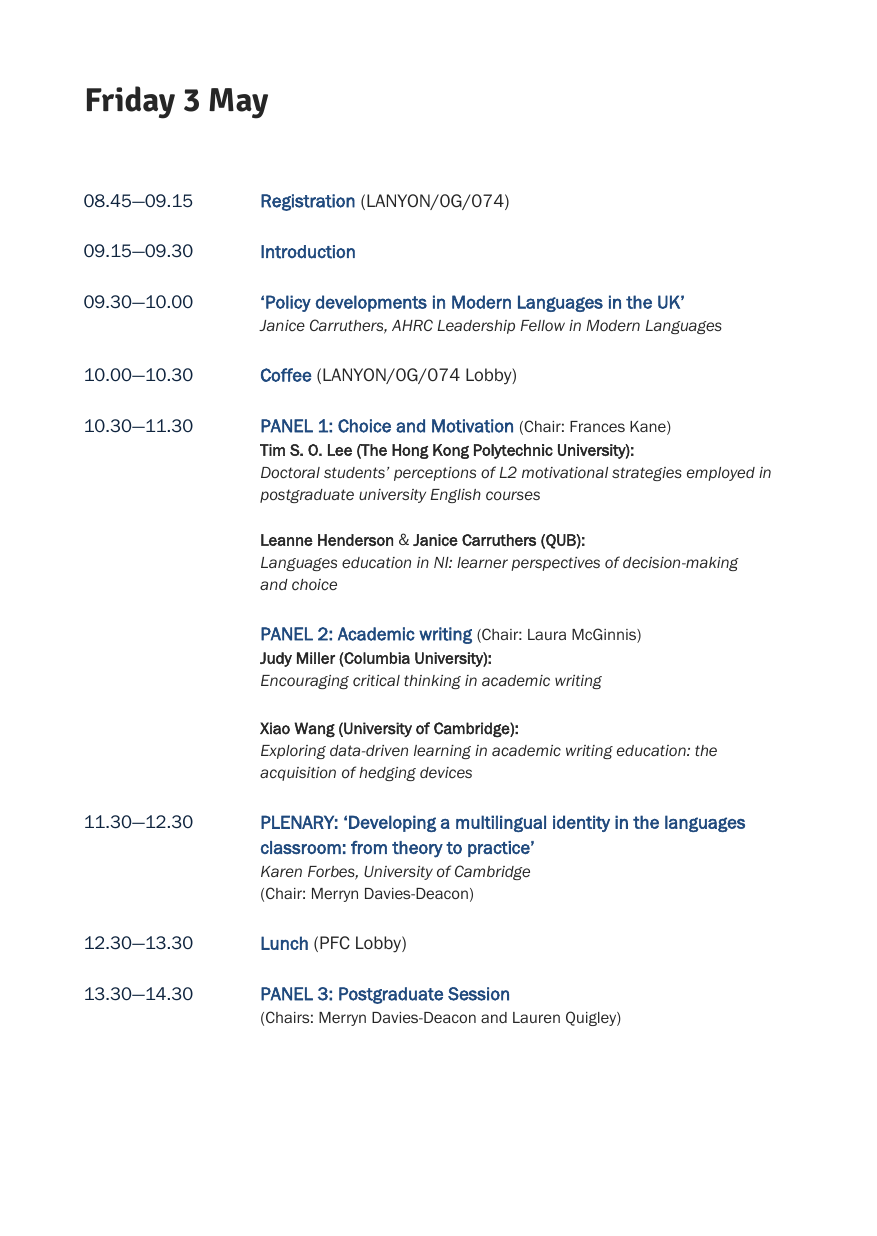 Friday 3 May
08.45—09.15 Registration (LANYON/0G/074)
09.15—09.30 Introduction
09.30—10.00 ‘Policy developments in Modern Languages in the UK’
Janice Carruthers, AHRC Leadership Fellow in Modern Languages
10.00—10.30 Coffee (LANYON/0G/074 Lobby)
10.30—11.30 PANEL 1: Choice and Motivation (Chair: Frances Kane)
Tim S. O. Lee (The Hong Kong Polytechnic University):
Doctoral students’ perceptions of L2 motivational strategies employed in
postgraduate university English courses
Leanne Henderson & Janice Carruthers (QUB):
Languages education in NI: learner perspectives of decision-making
and choice
PANEL 2: Academic writing (Chair: Laura McGinnis)
Judy Miller (Columbia University):
Encouraging critical thinking in academic writing
Xiao Wang (University of Cambridge):
Exploring data-driven learning in academic writing education: the
acquisition of hedging devices
11.30—12.30 PLENARY: ‘Developing a multilingual identity in the languages
classroom: from theory to practice’
Karen Forbes, University of Cambridge
(Chair: Merryn Davies-Deacon)
12.30—13.30 Lunch (PFC Lobby)
13.30—14.30 PANEL 3: Postgraduate Session
(Chairs: Merryn Davies-Deacon and Lauren Quigley)